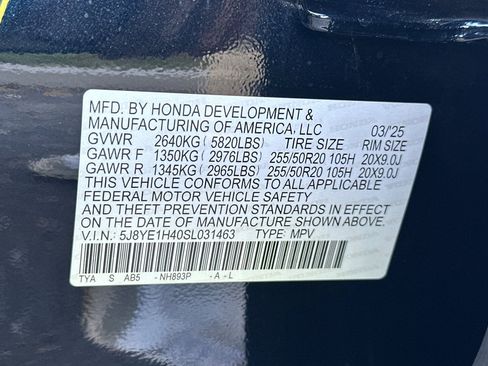 MFD. BY HONDA DEVELOPMENT &
MANUFACTURING OF AMERICA, LLC 03/'25
GVWR 2640KG ( 5820LBS) TIRE SIZE RIM SIZE
GAWR F 1350KG ( 2976LBS) 255/50R20 105H 20X9.0J
GAWR R 1345KG ( 2965LBS) 255/50R20 105H 20X9.0J
THIS VEHICLE CONFORMS TO ALL APPLICABLE
FEDERAL MOTOR VEHICLE SAFETY
AND THEFT PREVENTION STANDARDS IN EFFECT
ON THE DATE OF MANUFACTURE SHOWN ABOVE.
V.I.N.: 5J8YE1H40SL031463 TYPE: MPV
TYA S AB5 - NH893P - A - L